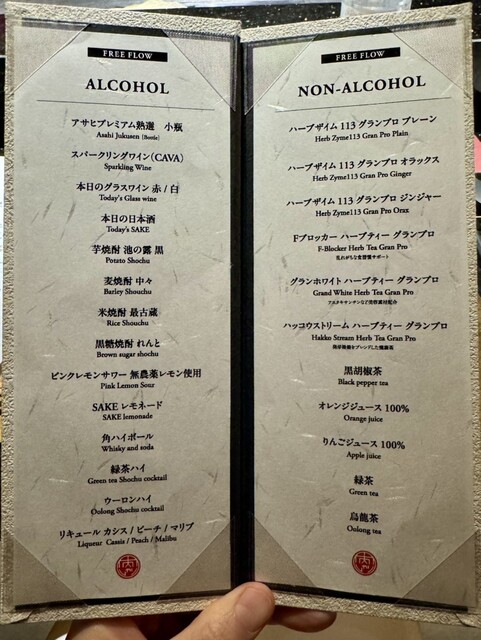 FREE FLOW
ALCOHOL
アサヒプレミアム熟選 小瓶
Asahi Jukusen [Bottle]
スパークリングワイン(CAVA)
Sparkling Wine
本日のグラスワイン 赤 / 白
Today's Glass wine
本日の日本酒
Today's SAKE
芋焼酎 池の露 黒
Potato Shochu
麦焼酎 中々
Barley Shouchu
米焼酎 最古蔵
Rice Shouchu
黒糖焼酎 れんと
Brown sugar shochu
ピンクレモンサワー 無農薬レモン使用
Pink Lemon Sour
SAKE レモネード
SAKE lemonade
角ハイボール
Whisky and soda
緑茶ハイ
Green tea Shochu cocktail
ウーロンハイ
Oolong Shochu cocktail
リキュール カシス / ピーチ / マリブ
Liqueur Cassis / Peach / Malibu
FREE FLOW
NON-ALCOHOL
ハーブザイム 113 グランプロ プレーン
Herb Zyme113 Gran Pro Plain
ハーブザイム 113 グランプロ オラックス
Herb Zyme113 Gran Pro Ginger
ハーブザイム 113 グランプロ ジンジャー
Herb Zyme113 Gran Pro Orax
Fブロッカー ハーブティー グランプロ
F-Blocker Herb Tea Gran Pro
乱れがちな食習慣サポート
グランホワイト ハーブティー グランプロ
Grand White Herb Tea Gran Pro
ハッコウストリーム ハーブティー グランプロ
Hakko Stream Herb Tea Gran Pro
黒胡椒茶
Black pepper tea
オレンジジュース 100%
Orange juice
りんごジュース 100%
Apple juice
緑茶
Green tea
烏龍茶
Oolong tea